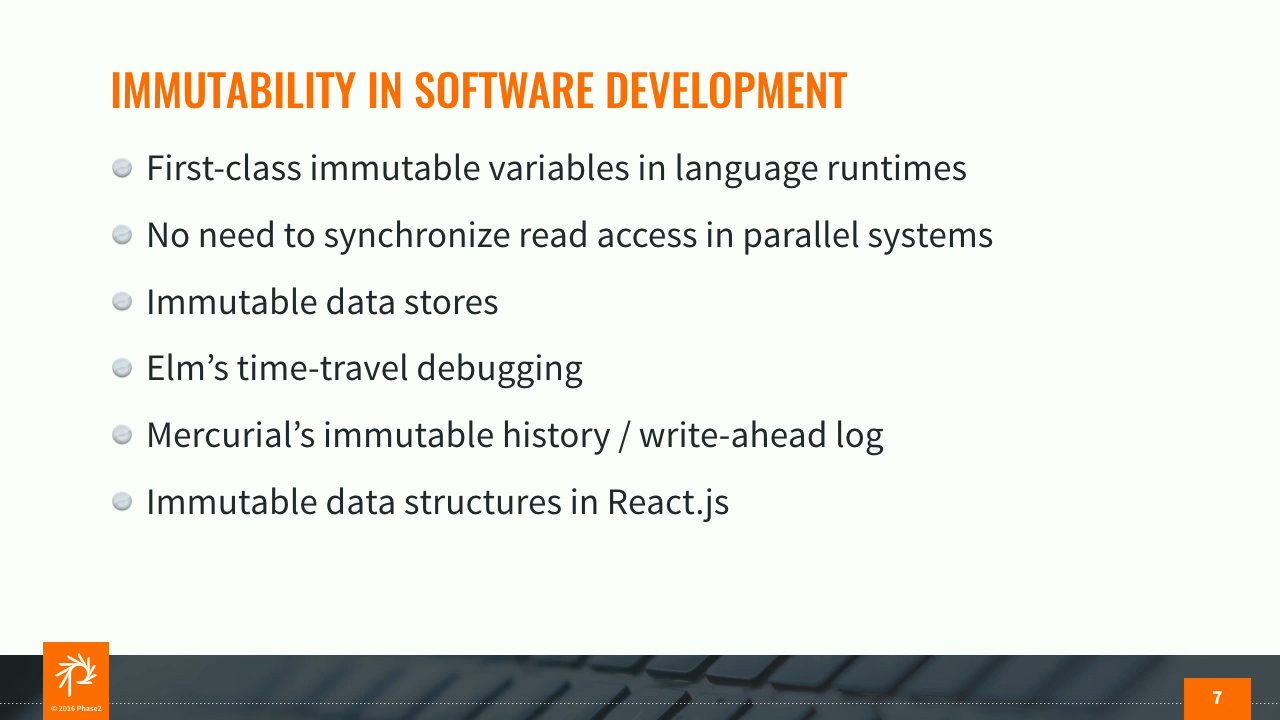 IMMUTABILITY IN SOFTWARE DEVELOPMENT
First-class immutable variables in language runtimes
No need to synchronize read access in parallel systems
Immutable data stores
Elm’s time-travel debugging
Mercurial’s immutable history / write-ahead log
Immutable data structures in React.js
© 2016 Phase2
7